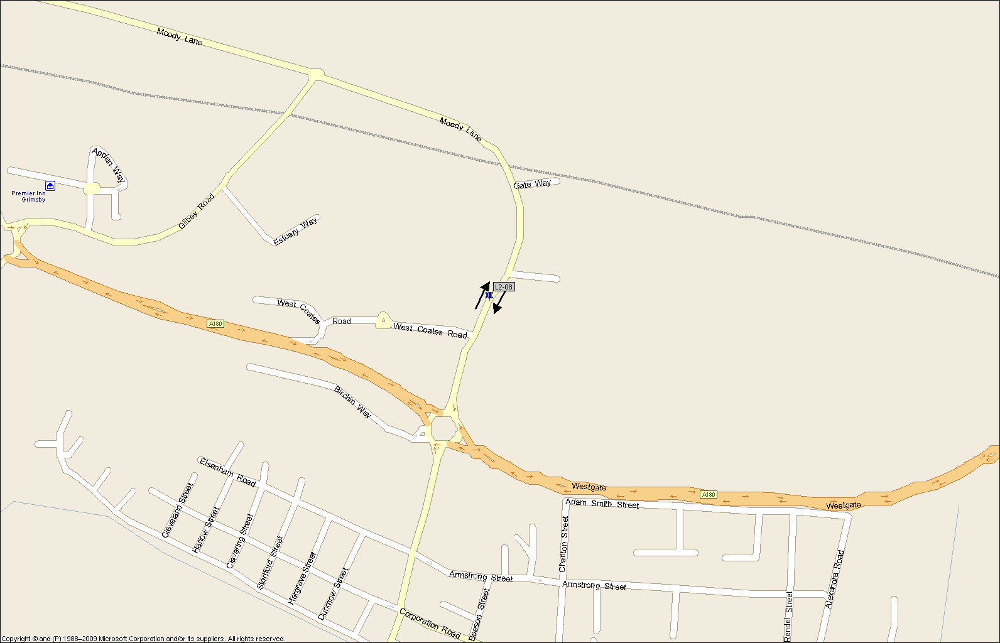 Moody Lane
Moody Lane
Appian Way
Gate Way
Premier Inn
Grimsby
Gilbey Road
Estuary Way
L2-08
West Coates
Road
West Coates Road
A180
Birchin Way
Elsenham Road
Westgate
A180
Adam Smith Street
Westgate
Cleveland Street
Harlow Street
Clavering Street
Stortford Street
Hargrave Street
Dunmow Street
Charlton Street
Armstrong Street
Armstrong Street
Alexandra Road
Rendel Street
Beeson Street
Corporation Road
Copyright © and (P) 1988–2009 Microsoft Corporation and/or its suppliers. All rights reserved.